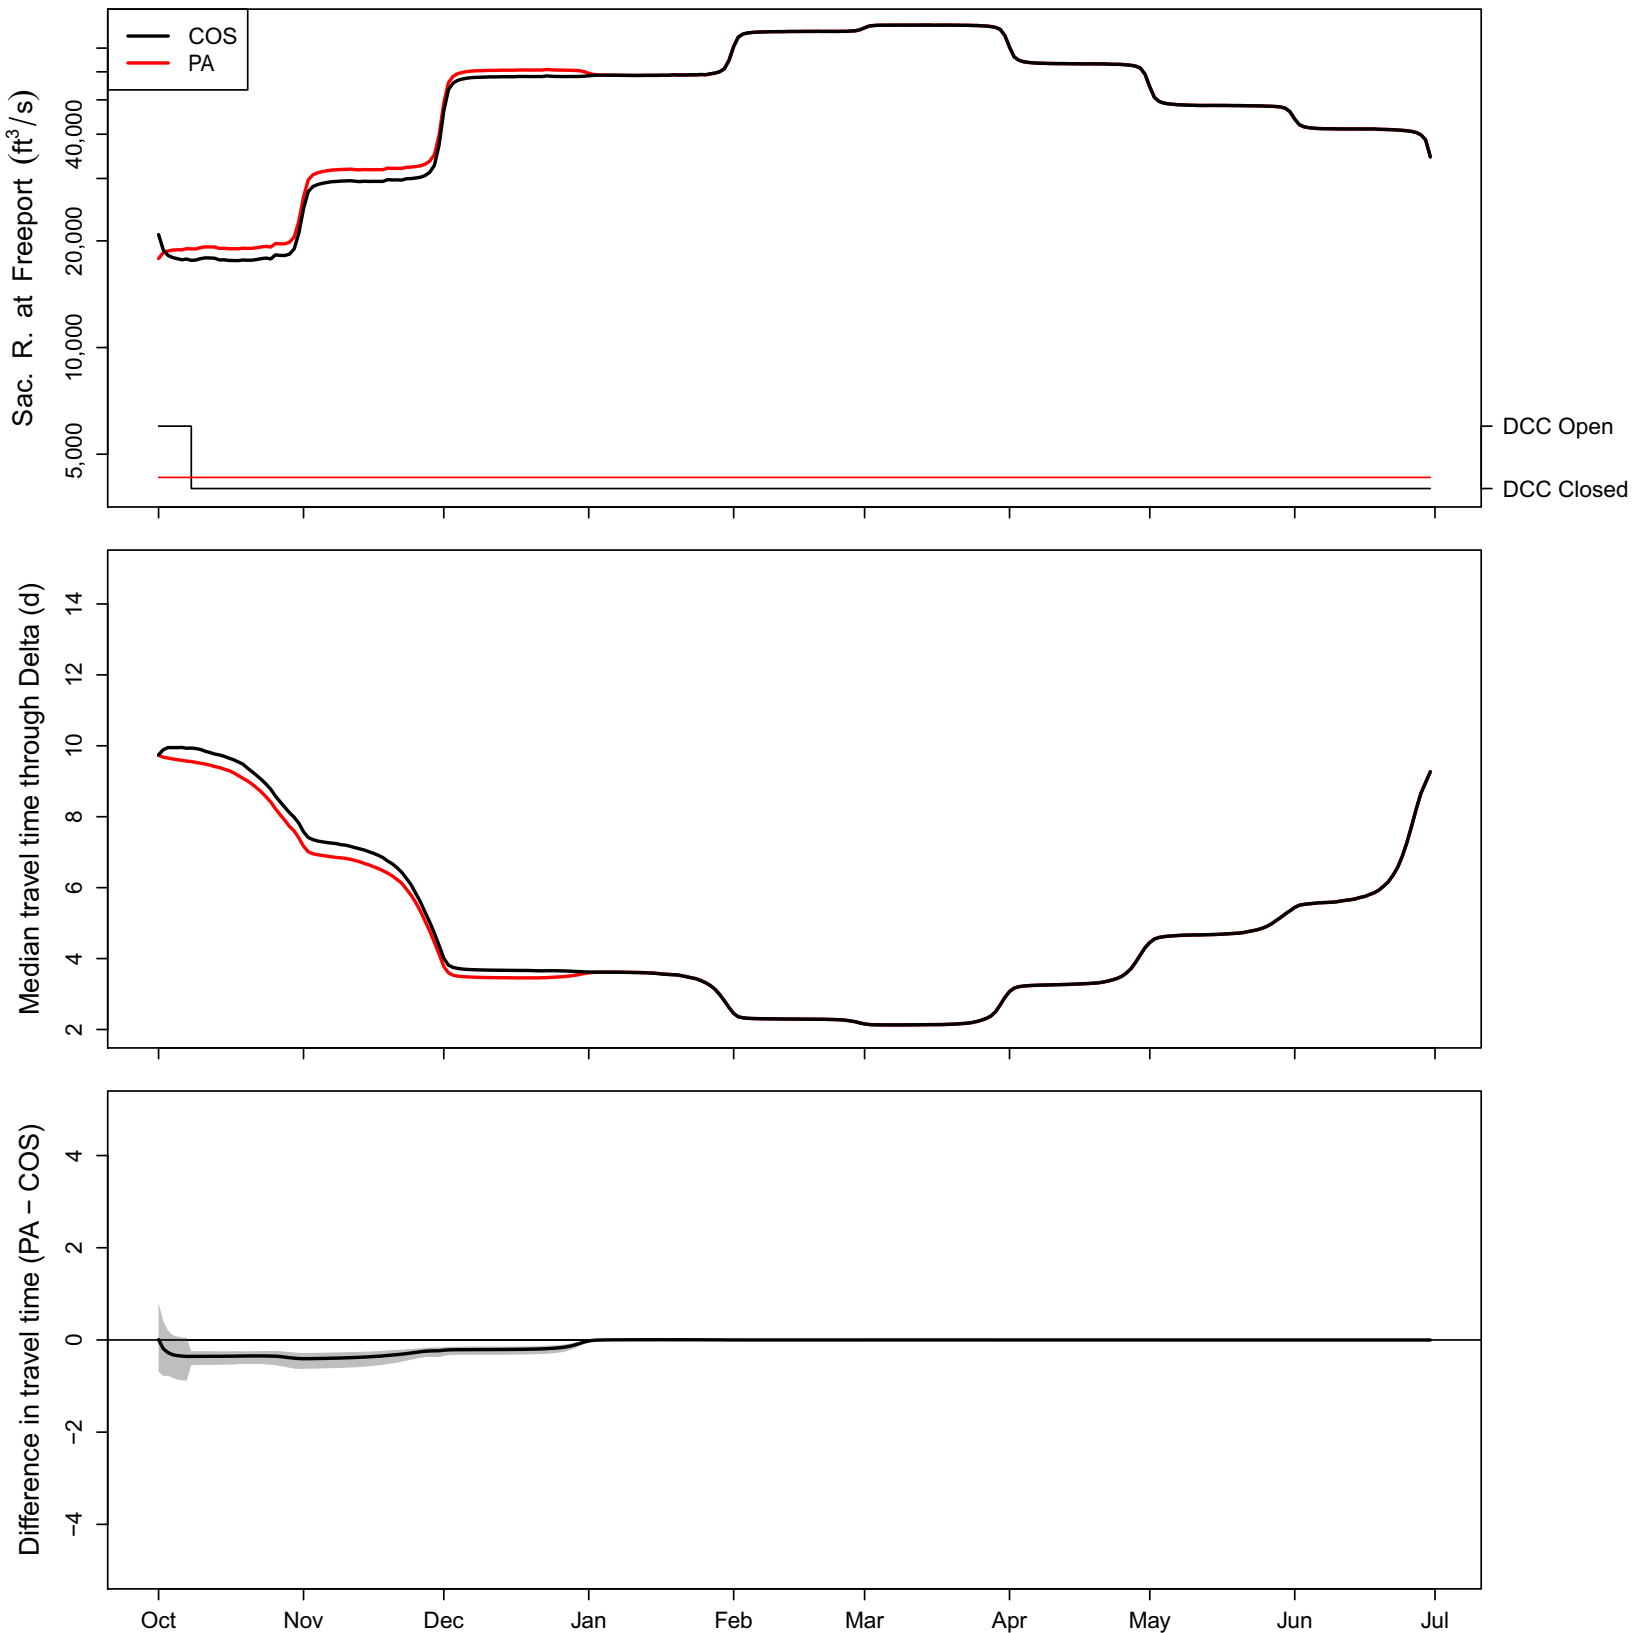 COS
PA
Sac. R. at Freeport (ft³/s)
40,000
20,000
10,000
5,000
DCC Open
DCC Closed
Median travel time through Delta (d)
14
12
10
8
6
4
2
Difference in travel time (PA − COS)
4
2
0
−2
−4
Oct Nov Dec Jan Feb Mar Apr May Jun Jul